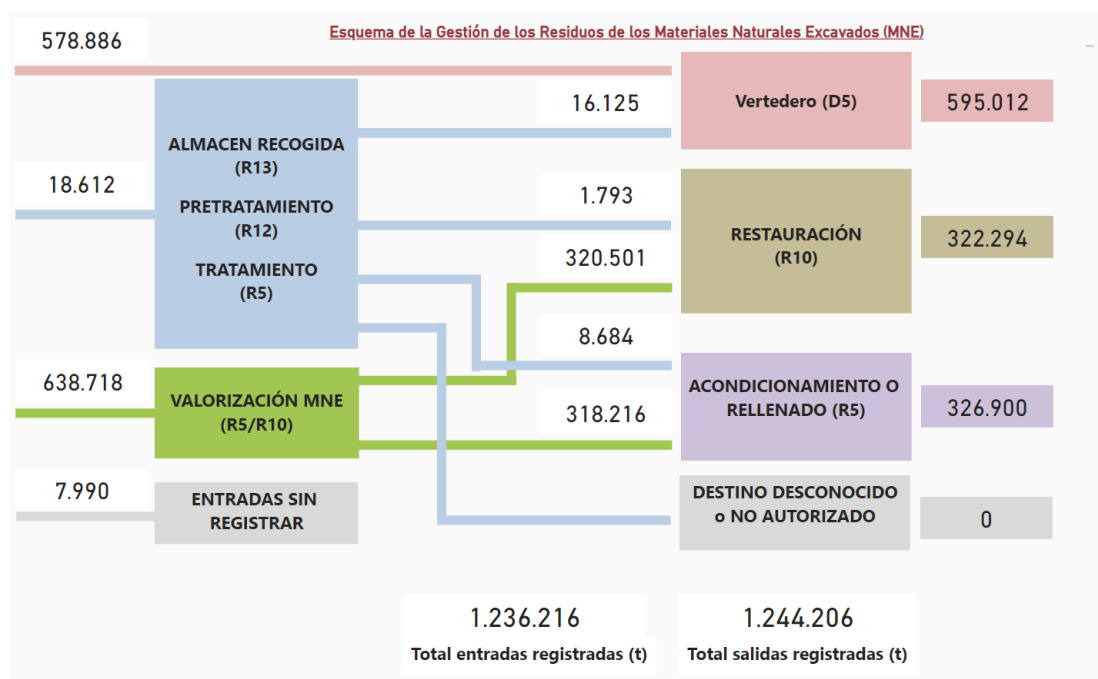 Esquema de la Gestión de los Residuos de los Materiales Naturales Excavados (MNE)
578.886
16.125
Vertedero (D5)
595.012
ALMACEN RECOGIDA
(R13)
PRETRATAMIENTO
(R12)
TRATAMIENTO
(R5)
18.612
1.793
320.501
RESTAURACIÓN
(R10)
322.294
8.684
638.718
VALORIZACIÓN MNE
(R5/R10)
318.216
ACONDICIONAMIENTO O
RELLENADO (R5)
326.900
7.990
ENTRADAS SIN
REGISTRAR
DESTINO DESCONOCIDO
o NO AUTORIZADO
0
1.236.216
Total entradas registradas (t)
1.244.206
Total salidas registradas (t)